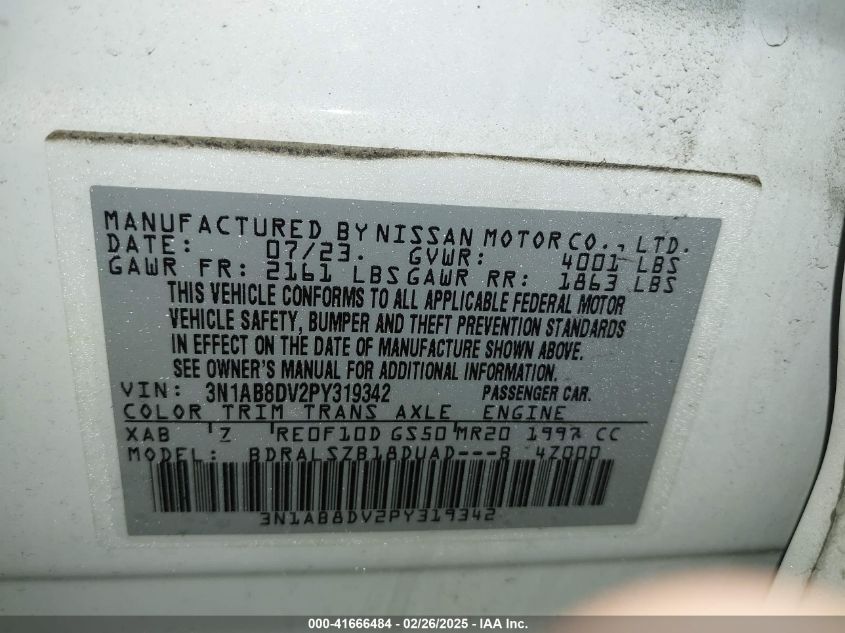 MANUFACTURED BY NISSAN MOTOR CO., LTD.
DATE: 07/23. GVWR: 4001 LBS
GAWR FR: 2161 LBS GAWR RR: 1863 LBS
THIS VEHICLE CONFORMS TO ALL APPLICABLE FEDERAL MOTOR
VEHICLE SAFETY, BUMPER AND THEFT PREVENTION STANDARDS
IN EFFECT ON THE DATE OF MANUFACTURE SHOWN ABOVE.
SEE OWNER'S MANUAL FOR ADDITIONAL INFORMATION.
VIN: 3N1AB8DV2PY319342 PASSENGER CAR.
COLOR TRIM TRANS AXLE ENGINE
XAB Z RE0F10D GS50 MR20 1997 CC
MODEL: BDRALSZB18DUAD---B 4Z000
3N1AB8DV2PY319342
000-41666484 - 02/26/2025 - IAA Inc.